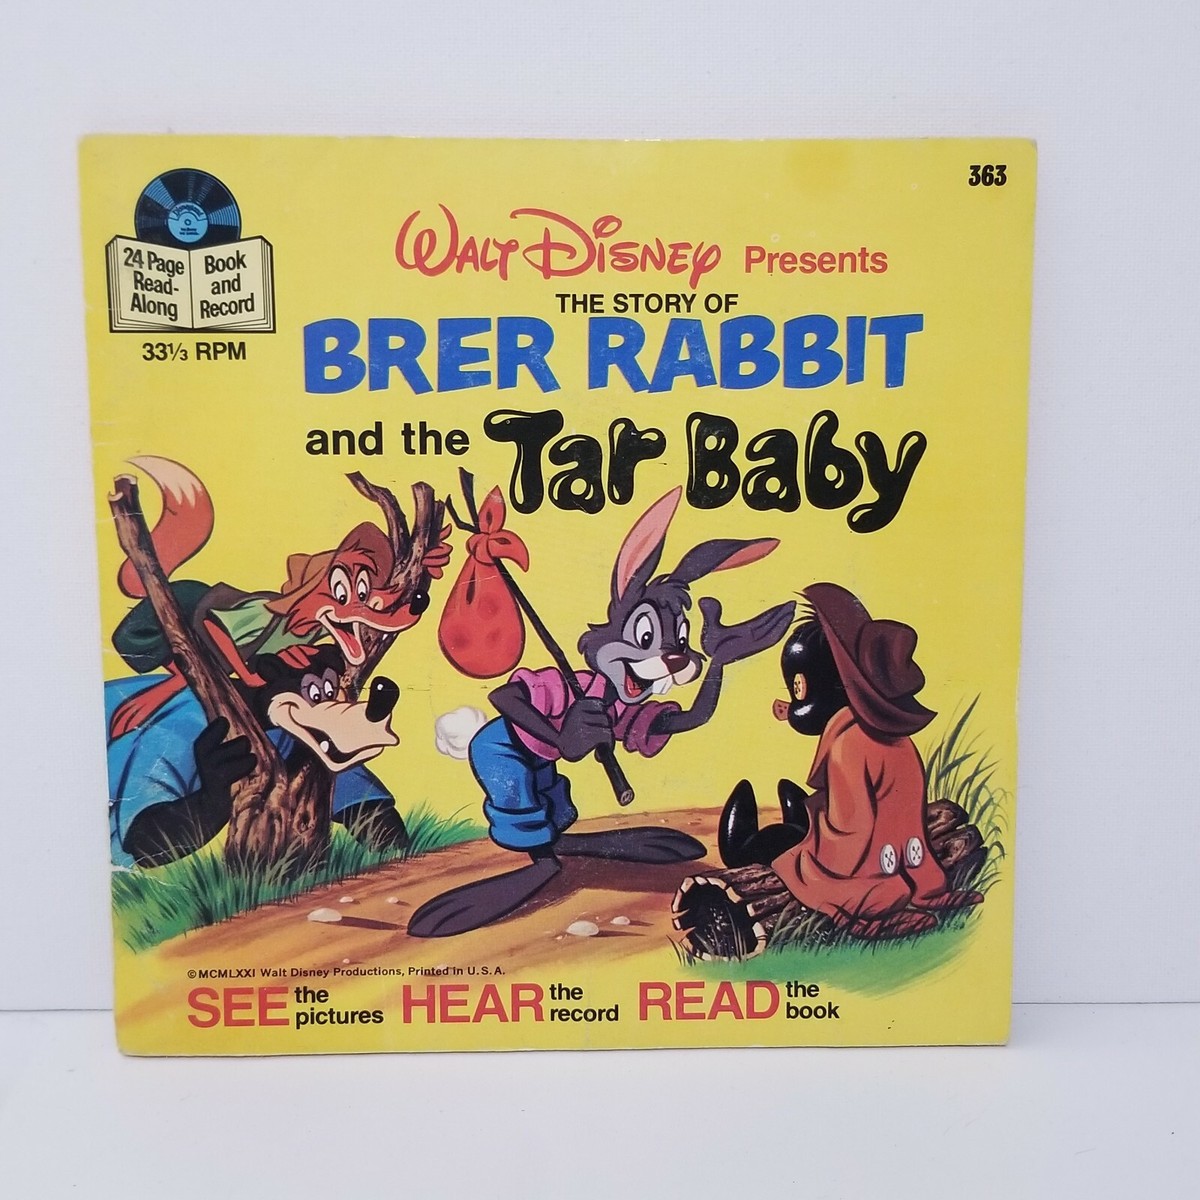 363
24 Page
Read-
Along
Book
and
Record
33⅓ RPM
WALT DISNEY Presents
THE STORY OF
BRER RABBIT
and the Tar Baby
©MCMLXXI Walt Disney Productions, Printed in U.S.A.
SEE the pictures HEAR the record READ the book